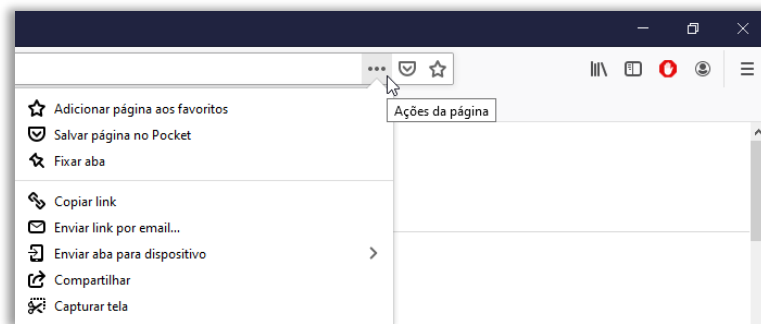 Ações da página
Adicionar página aos favoritos
Salvar página no Pocket
Fixar aba
Copiar link
Enviar link por email...
Enviar aba para dispositivo
Compartilhar
Capturar tela